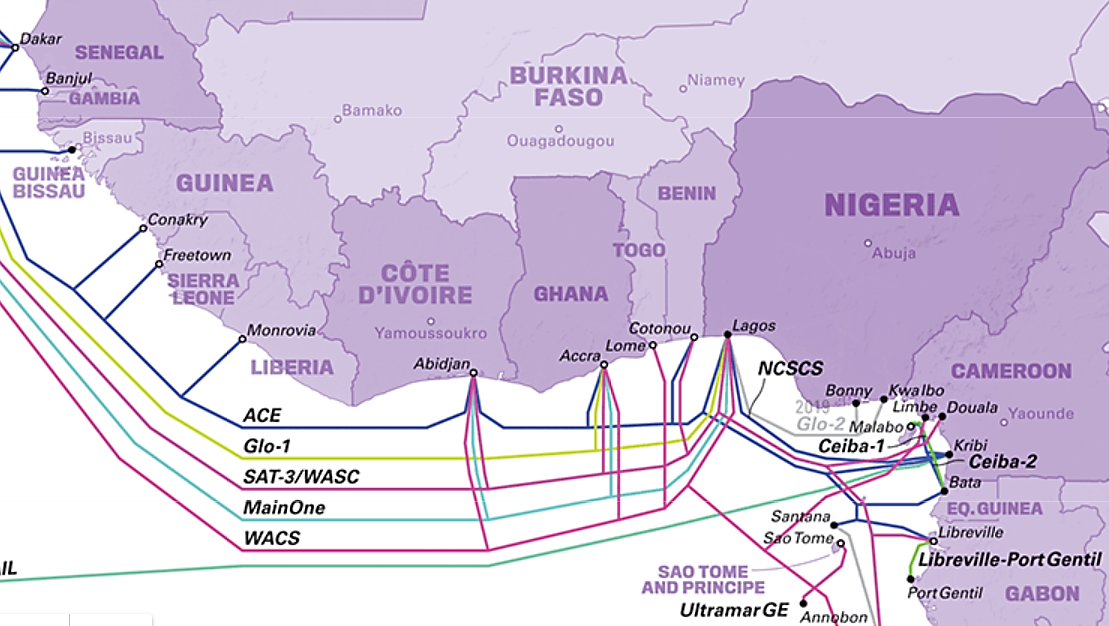 Dakar
SENEGAL
Banjul
GAMBIA
BURKINA
FASO
Niamey
Bamako
Ouagadougou
Bissau
GUINEA
BISSAU
GUINEA
BENIN
NIGERIA
Conakry
Abuja
TOGO
Freetown
SIERRA
LEONE
CÔTE
D'IVOIRE
GHANA
Yamoussoukro
Monrovia
LIBERIA
Abidjan
Accra
Lome
Cotonou
Lagos
NCSCS
CAMEROON
Bonny
Kwa Ibo
2019
Glo-2
Limbe
Douala
Malabo
Yaounde
Ceiba-1
Kribi
Ceiba-2
Bata
ACE
Glo-1
SAT-3/WASC
MainOne
WACS
IL
EQ. GUINEA
Santana
Sao Tome
Libreville
Libreville-Port Gentil
SAO TOME
AND PRINCIPE
Port Gentil
GABON
Ultramar GE
Annobon